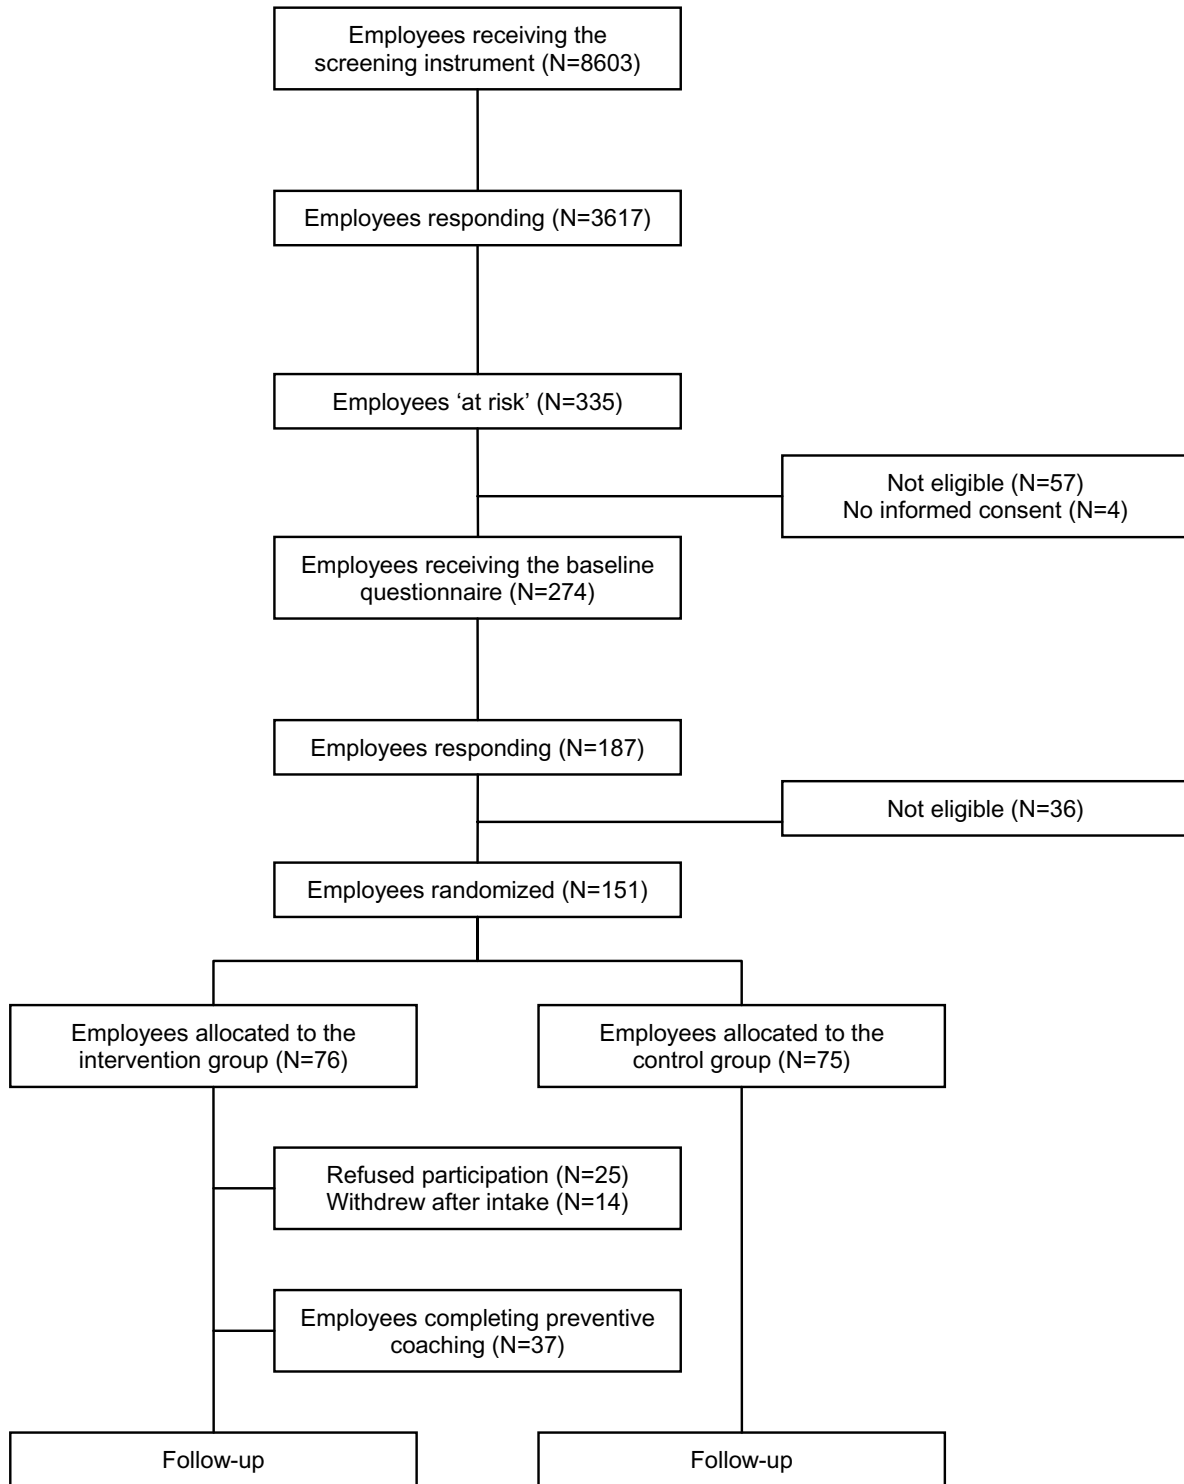 Employees receiving the
screening instrument (N=8603)
Employees responding (N=3617)
Employees ‘at risk’ (N=335)
Not eligible (N=57)
No informed consent (N=4)
Employees receiving the baseline
questionnaire (N=274)
Employees responding (N=187)
Not eligible (N=36)
Employees randomized (N=151)
Employees allocated to the
intervention group (N=76)
Employees allocated to the
control group (N=75)
Refused participation (N=25)
Withdrew after intake (N=14)
Employees completing preventive
coaching (N=37)
Follow-up
Follow-up